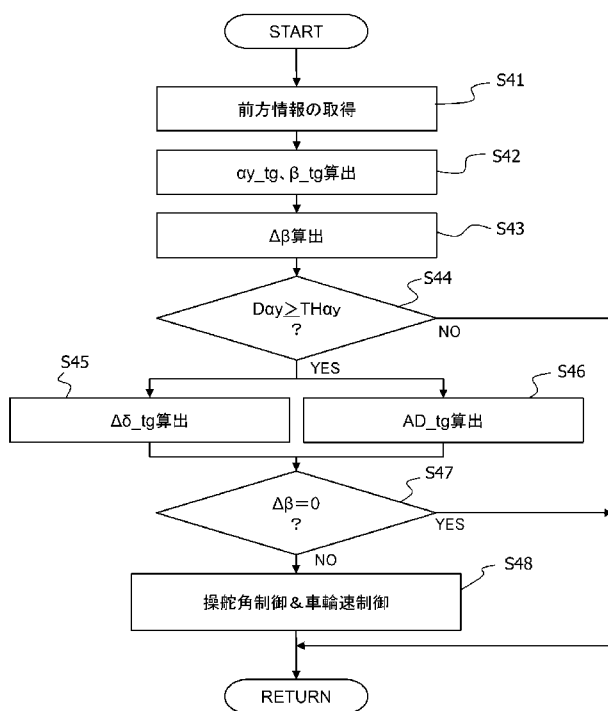 START
S41
前方情報の取得
S42
αy_tg、β_tg算出
S43
Δβ算出
S44
Dαy≧THαy
?
NO
YES
S45
S46
Δδ_tg算出
AD_tg算出
S47
Δβ=0
?
YES
NO
S48
操舵角制御&車輪速制御
RETURN